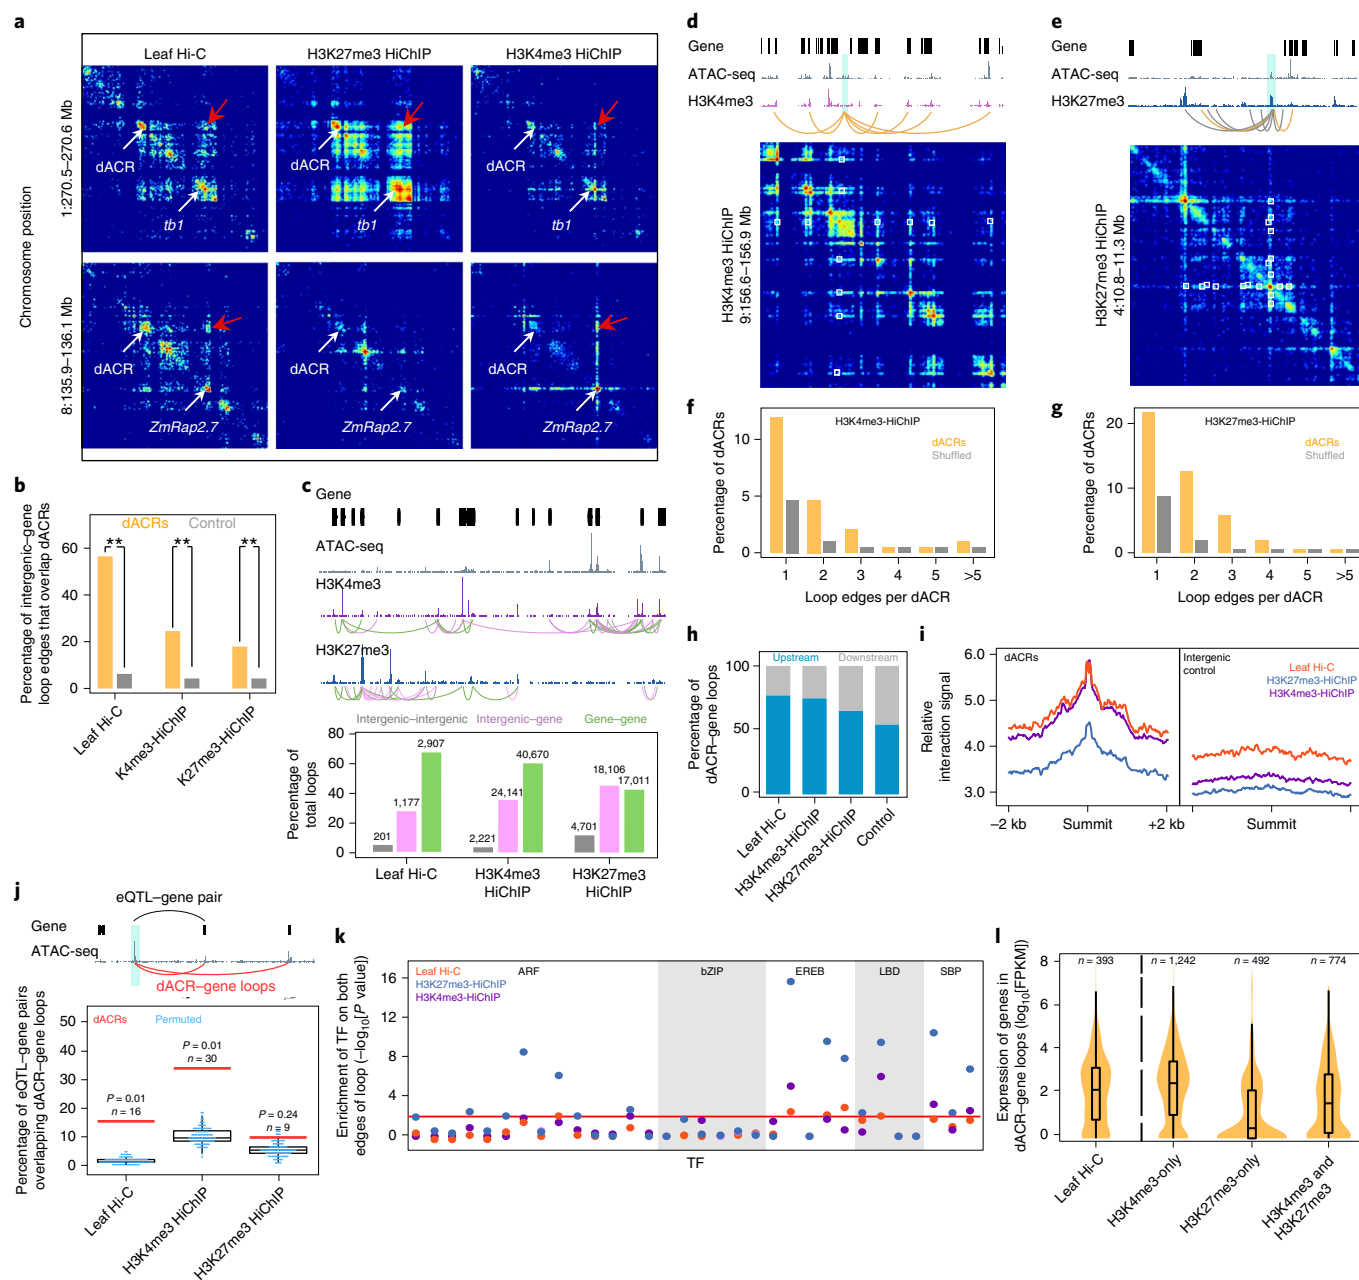 a
Leaf Hi-C
H3K27me3 HiChIP
H3K4me3 HiChIP
Chromosome position
1:270.5–270.6 Mb
dACR
tb1
dACR
tb1
dACR
tb1
8:135.9–136.1 Mb
dACR
ZmRap2.7
dACR
ZmRap2.7
dACR
ZmRap2.7
b
Percentage of intergenic–gene
loop edges that overlap dACRs
dACRs
Control
**
**
**
60
40
20
0
Leaf Hi-C
K4me3-HiChIP
K27me3-HiChIP
c
Gene
ATAC-seq
H3K4me3
H3K27me3
Intergenic–intergenic
Intergenic–gene
Gene–gene
Percentage of
total loops
80
60
40
20
0
201
1,177
2,907
2,221
24,141
40,670
4,701
18,106
17,011
Leaf Hi-C
H3K4me3
HiChIP
H3K27me3
HiChIP
d
Gene
ATAC-seq
H3K4me3
H3K4me3 HiChIP
9:156.6–156.9 Mb
e
Gene
ATAC-seq
H3K27me3
H3K27me3 HiChIP
4:10.8–11.3 Mb
f
H3K4me3-HiChIP
dACRs
Shuffled
Percentage of dACRs
10
5
0
1
2
3
4
5
>5
Loop edges per dACR
g
H3K27me3-HiChIP
dACRs
Shuffled
Percentage of dACRs
20
10
0
1
2
3
4
5
>5
Loop edges per dACR
h
Upstream
Downstream
Percentage of
dACR–gene loops
100
50
0
Leaf Hi-C
H3K4me3-HiChIP
H3K27me3-HiChIP
Control
i
dACRs
Intergenic
control
Leaf Hi-C
H3K27me3-HiChIP
H3K4me3-HiChIP
Relative
interaction signal
6.0
5.0
4.0
3.0
–2 kb
Summit
+2 kb
Summit
j
eQTL–gene pair
Gene
ATAC-seq
dACR–gene loops
Percentage of eQTL–gene pairs
overlapping dACR–gene loops
dACRs
Permuted
50
40
30
20
10
0
P = 0.01
n = 16
P = 0.01
n = 30
P = 0.24
n = 9
Leaf Hi-C
H3K4me3 HiChIP
H3K27me3 HiChIP
k
Leaf Hi-C
H3K27me3-HiChIP
H3K4me3-HiChIP
ARF
bZIP
EREB
LBD
SBP
Enrichment of TF on both
edges of loop (–log10[P value])
16
12
8
4
0
TF
l
n = 393
n = 1,242
n = 492
n = 774
Expression of genes in
dACR–gene loops (log10[FPKM])
8
6
4
2
0
Leaf Hi-C
H3K4me3-only
H3K27me3-only
H3K4me3 and
H3K27me3